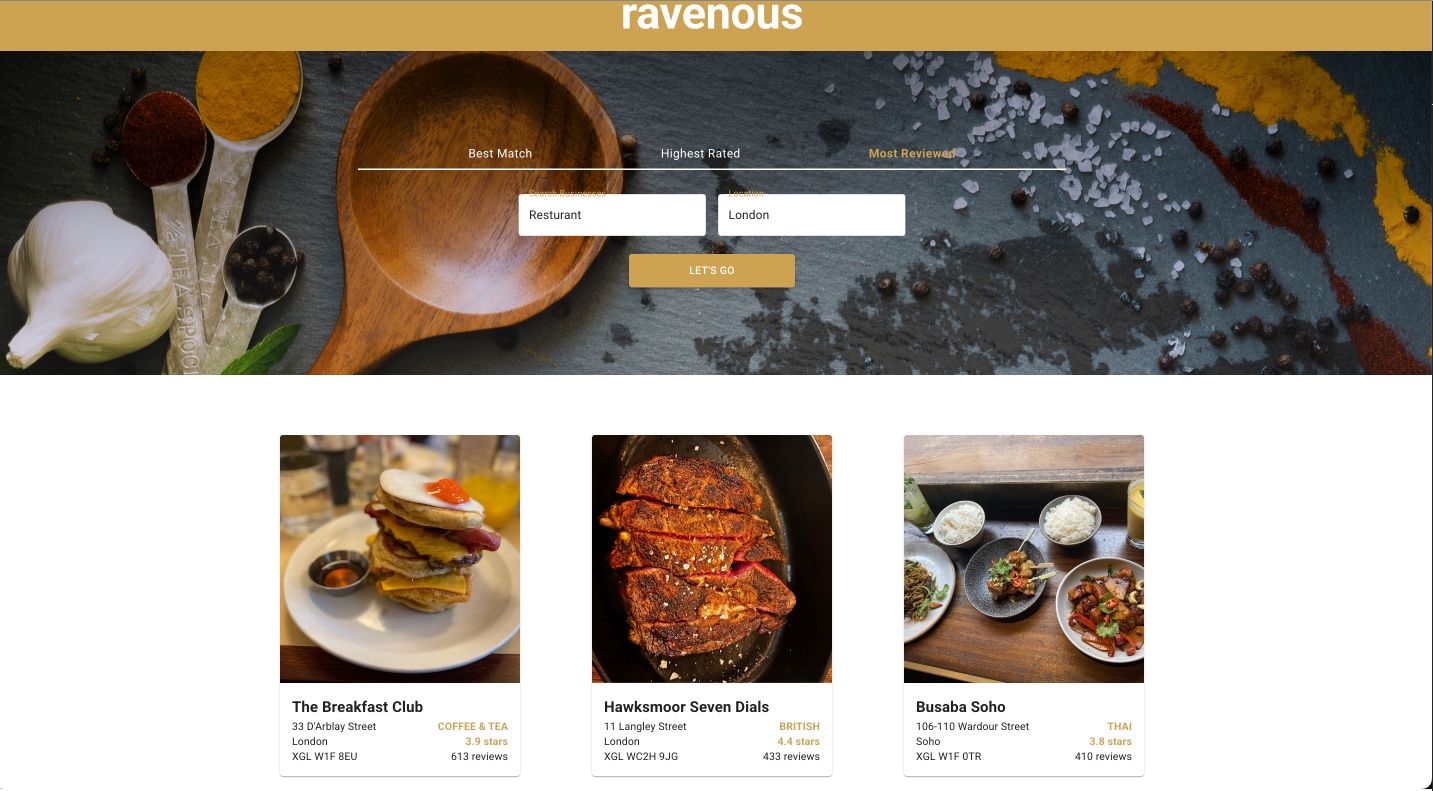 ravenous
Best Match Highest Rated Most Reviewed
Search Businesses Location
Resturant London
LET'S GO
The Breakfast Club
33 D'Arblay Street COFFEE & TEA
London 3.9 stars
XGL W1F 8EU 613 reviews
Hawksmoor Seven Dials
11 Langley Street BRITISH
London 4.4 stars
XGL WC2H 9JG 433 reviews
Busaba Soho
106-110 Wardour Street THAI
Soho 3.8 stars
XGL W1F 0TR 410 reviews